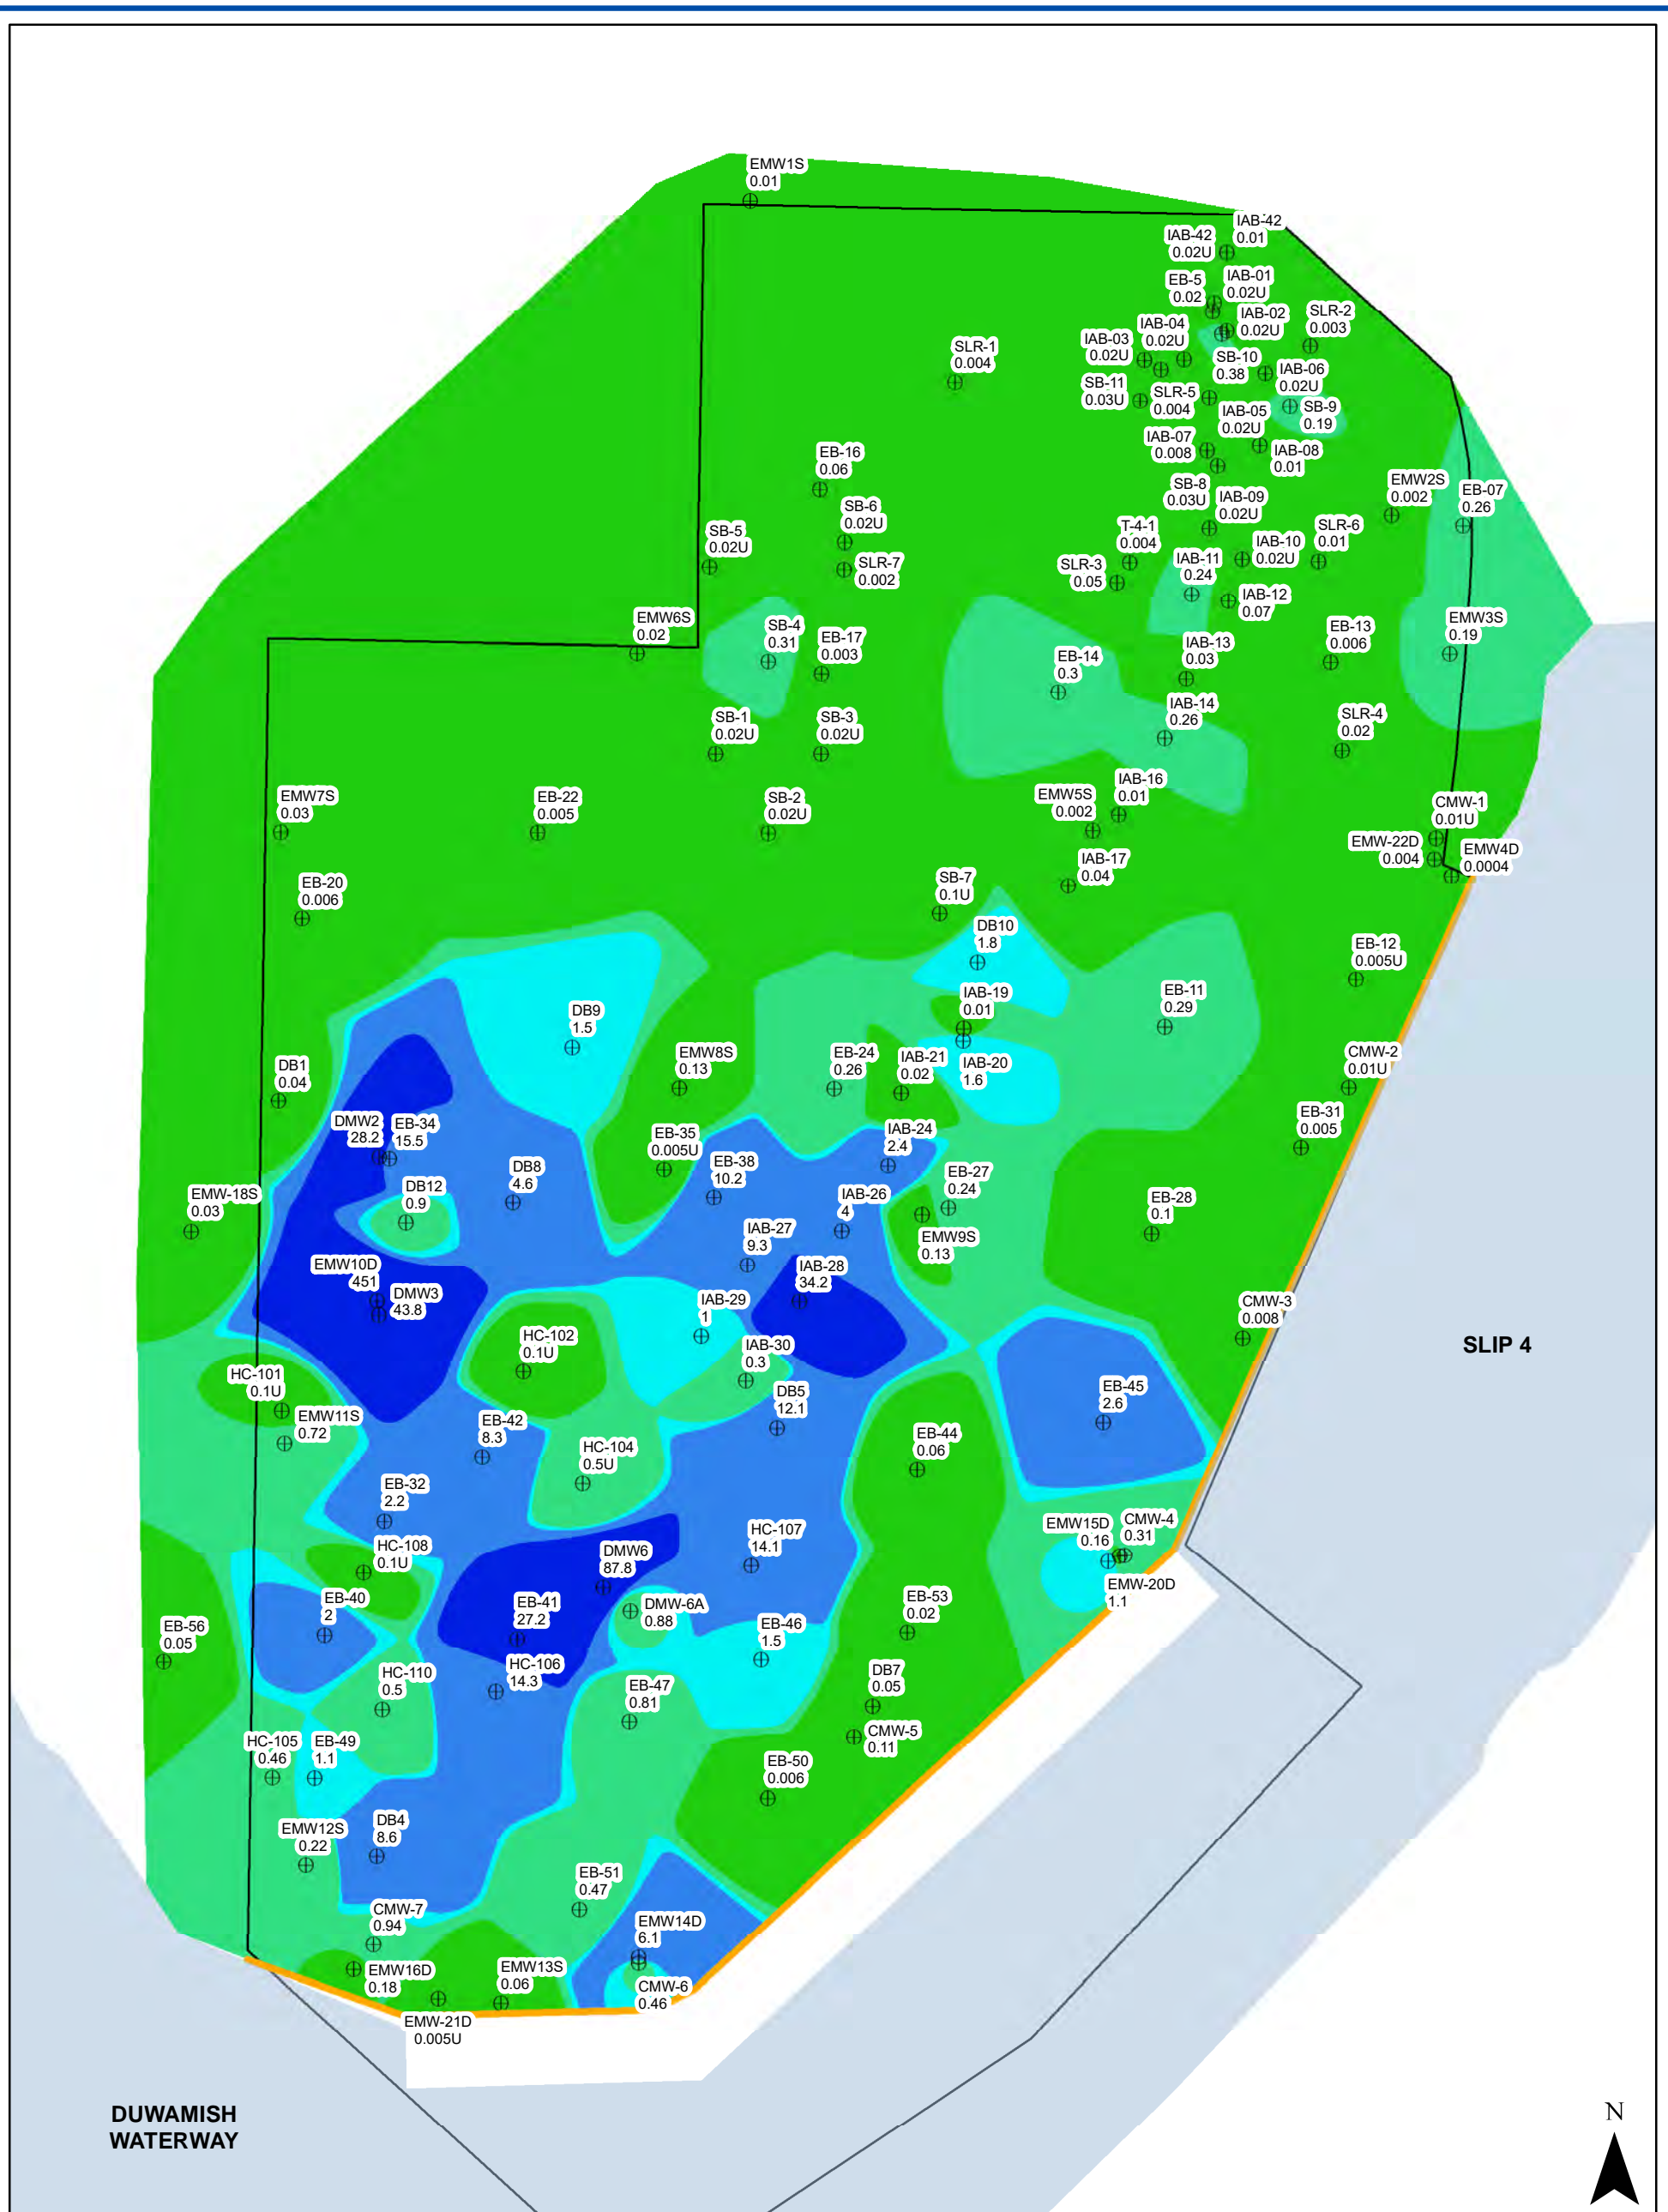 EMW1S
0.01
IAB-42
0.01
IAB-42
0.02U
EB-5
0.02
IAB-01
0.02U
IAB-02
0.02U
SLR-2
0.003
IAB-04
0.02U
IAB-03
0.02U
SLR-1
0.004
SB-10
0.38
IAB-06
0.02U
SB-11
0.03U
SLR-5
0.004
SB-9
0.19
IAB-05
0.02U
IAB-07
0.008
IAB-08
0.01
EB-16
0.06
SB-8
0.03U
IAB-09
0.02U
EMW2S
0.002
EB-07
0.26
SB-6
0.02U
SB-5
0.02U
T-4-1
0.004
SLR-6
0.01
IAB-10
0.02U
SLR-7
0.002
SLR-3
0.05
IAB-11
0.24
IAB-12
0.07
EMW6S
0.02
SB-4
0.31
EB-17
0.003
EB-13
0.006
EMW3S
0.19
EB-14
0.3
IAB-13
0.03
IAB-14
0.26
SB-1
0.02U
SB-3
0.02U
SLR-4
0.02
EMW7S
0.03
EB-22
0.005
SB-2
0.02U
EMW5S
0.002
IAB-16
0.01
CMW-1
0.01U
EMW-22D
0.004
EMW4D
0.0004
IAB-17
0.04
EB-20
0.006
SB-7
0.1U
DB10
1.8
EB-12
0.005U
DB9
1.5
IAB-19
0.01
EB-11
0.29
DB1
0.04
EMW8S
0.13
EB-24
0.26
IAB-21
0.02
IAB-20
1.6
CMW-2
0.01U
DMW2
28.2
EB-34
15.5
EB-35
0.005U
IAB-24
2.4
EB-31
0.005
DB8
4.6
EB-38
10.2
EB-27
0.24
EMW-18S
0.03
DB12
0.9
IAB-26
4
EB-28
0.1
IAB-27
9.3
EMW9S
0.13
EMW10D
451
DMW3
43.8
IAB-28
34.2
IAB-29
1
CMW-3
0.008
SLIP 4
HC-102
0.1U
IAB-30
0.3
HC-101
0.1U
DB5
12.1
EB-45
2.6
EMW11S
0.72
EB-42
8.3
EB-44
0.06
HC-104
0.5U
EB-32
2.2
EMW15D
0.16
CMW-4
0.31
HC-108
0.1U
DMW6
87.8
HC-107
14.1
EMW-20D
1.1
EB-40
2
EB-41
27.2
DMW-6A
0.88
EB-53
0.02
EB-56
0.05
EB-46
1.5
HC-110
0.5
HC-106
14.3
EB-47
0.81
DB7
0.05
CMW-5
0.11
HC-105
0.46
EB-49
1.1
EB-50
0.006
EMW12S
0.22
DB4
8.6
EB-51
0.47
CMW-7
0.94
EMW14D
6.1
EMW16D
0.18
EMW13S
0.06
CMW-6
0.46
EMW-21D
0.005U
DUWAMISH
WATERWAY
N